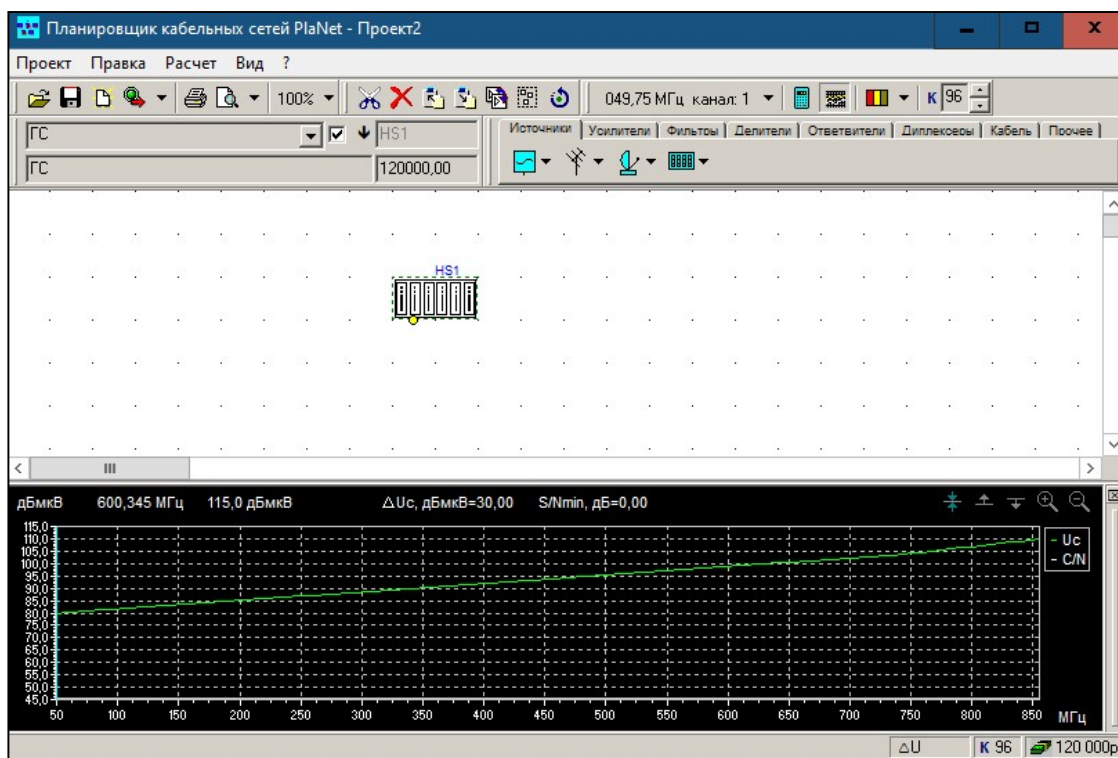 Планировщик кабельных сетей PlaNet - Проект2
Проект Правка Расчет Вид ?
100% 049,75 МГц канал: 1 К 96
ГС HS1 Источники Усилители Фильтры Делители Ответвители Диплексеры Кабель Прочее
ГС 120000,00
HS1
дБмкВ 600,345 МГц 115,0 дБмкВ ΔUc, дБмкВ=30,00 S/Nmin, дБ=0,00
115,0
110,0
105,0
100,0
95,0
90,0
85,0
80,0
75,0
70,0
65,0
60,0
55,0
50,0
45,0
Uc
C/N
50 100 150 200 250 300 350 400 450 500 550 600 650 700 750 800 850 МГц
ΔU К 96 120 000р